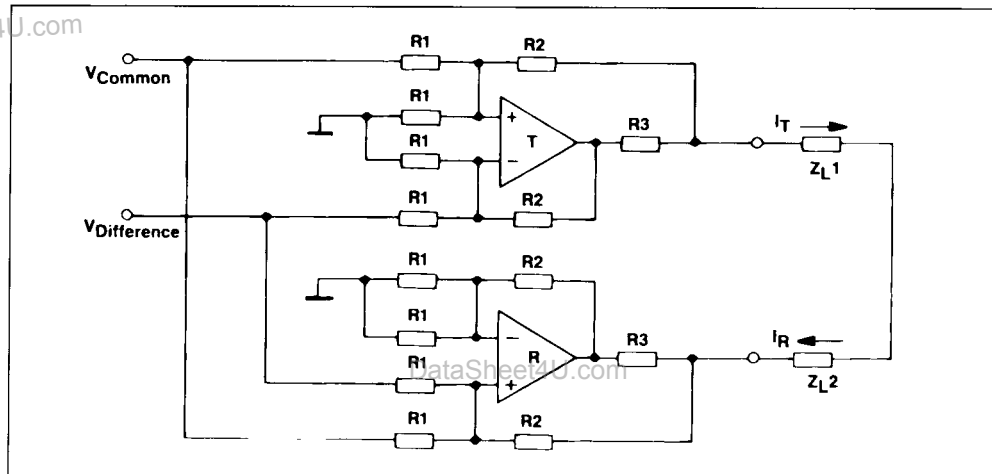 4U.com
R1
R2
VCommon
R1
+
R3
IT
R1
T
−
ZL1
R1
R2
VDifference
R1
R2
R1
−
R3
IR
R1
R
+
ZL2
DataSheet4U.com
R1
R2